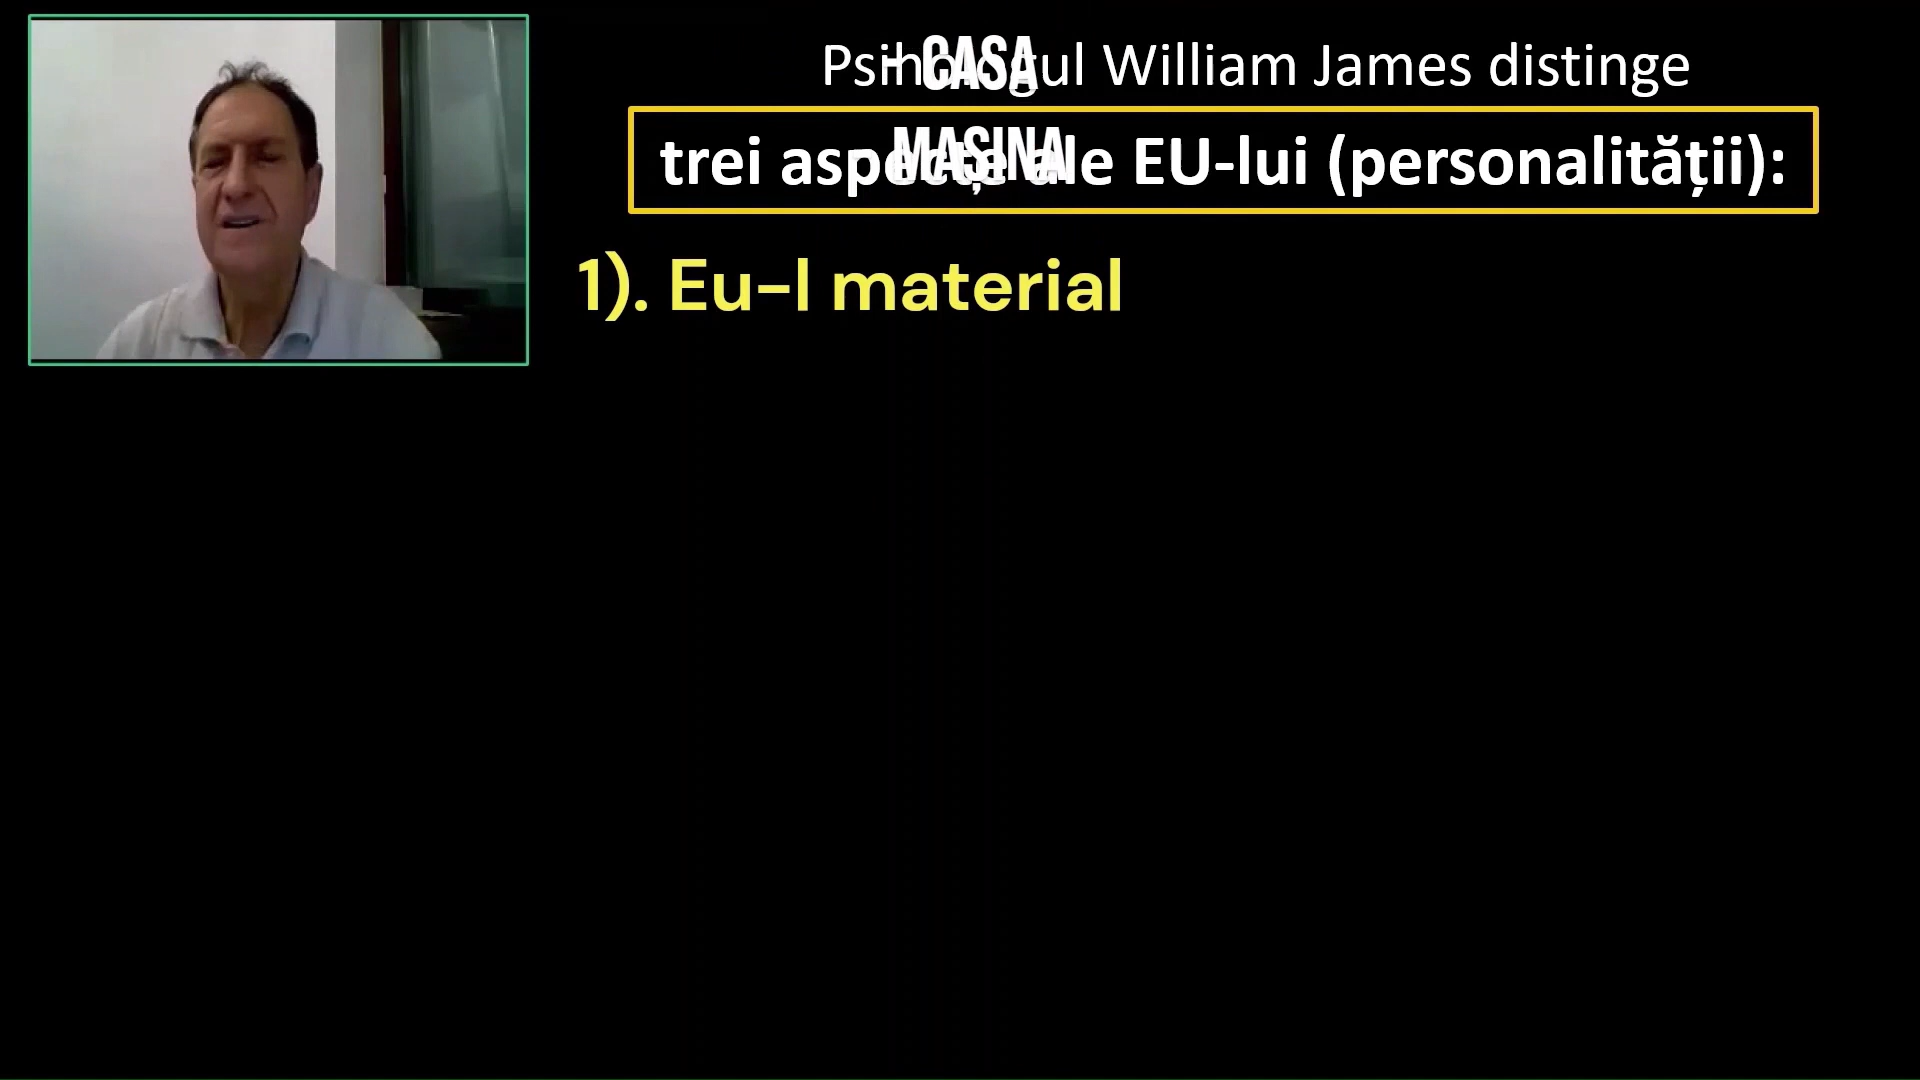 Psihologul William James distinge
- CASA
trei aspecte ale EU-lui (personalității):
- MAȘINA
1). Eu-l material